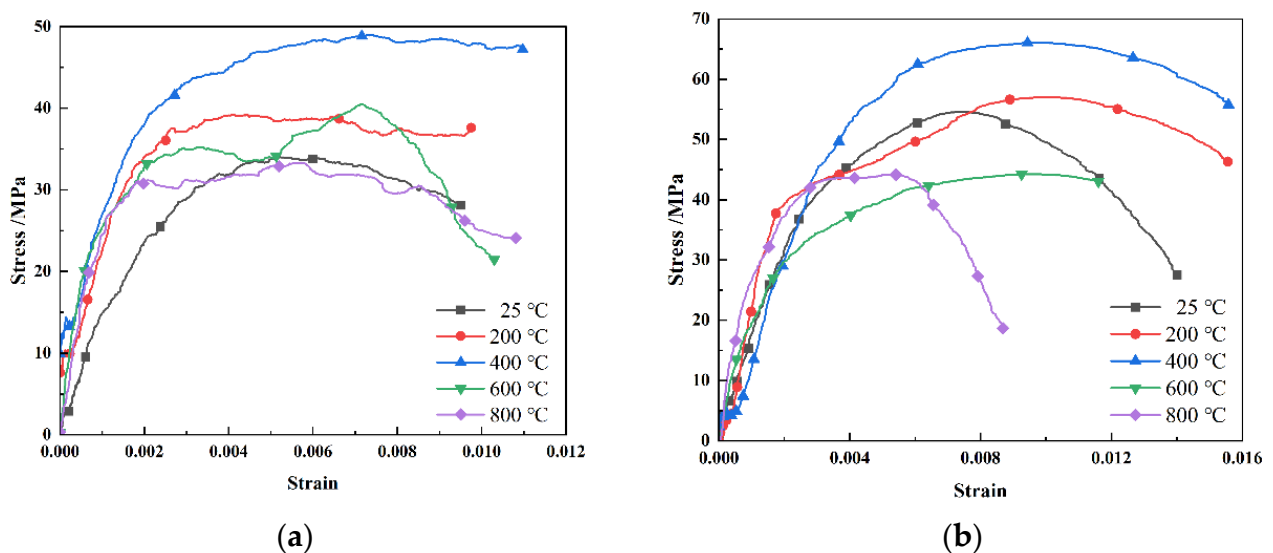 50
40
30
20
10
0
Stress /MPa
25 °C
200 °C
400 °C
600 °C
800 °C
0.000 0.002 0.004 0.006 0.008 0.010 0.012
Strain
(a)
70
60
50
40
30
20
10
0
Stress /MPa
25 °C
200 °C
400 °C
600 °C
800 °C
0.000 0.004 0.008 0.012 0.016
Strain
(b)